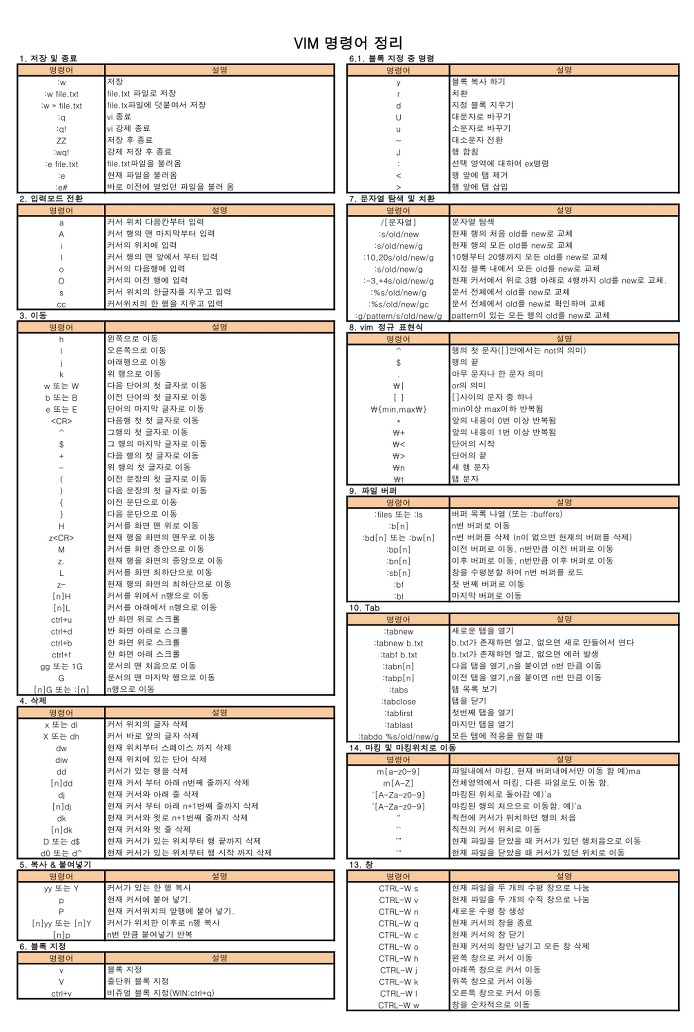 VIM 명령어 정리
1. 저장 및 종료
명령어 설명
:w 저장
:w file.txt file.txt 파일로 저장
:w » file.txt file.tx파일에 덧붙여서 저장
:q vi 종료
:q! vi 강제 종료
ZZ 저장 후 종료
:wq! 강제 저장 후 종료
:e file.txt file.txt파일을 불러옴
:e 현재 파일을 불러옴
:e# 바로 이전에 열었던 파일을 불러 옴
2. 입력모드 전환
명령어 설명
a 커서 위치 다음칸부터 입력
A 커서 행의 맨 마지막부터 입력
i 커서의 위치에 입력
I 커서 행의 맨 앞에서 부터 입력
o 커서의 다음행에 입력
O 커서의 이전 행에 입력
s 커서 위치의 한글자를 지우고 입력
cc 커서위치의 한 행을 지우고 입력
3. 이동
명령어 설명
h 왼쪽으로 이동
l 오른쪽으로 이동
j 아래행으로 이동
k 위 행으로 이동
w 또는 W 다음 단어의 첫 글자로 이동
b 또는 B 이전 단어의 첫 글자로 이동
e 또는 E 단어의 마지막 글자로 이동
<CR> 다음행 첫 글자로 이동
^ 그행의 첫 글자로 이동
$ 그 행의 마지막 글자로 이동
+ 다음 행의 첫 글자로 이동
− 위 행의 첫 글자로 이동
( 이전 문장의 첫 글자로 이동
) 다음 문장의 첫 글자로 이동
{ 이전 문단으로 이동
} 다음 문단으로 이동
H 커서를 화면 맨 위로 이동
z<CR> 현재 행을 화면의 맨우로 이동
M 커서를 화면 중안으로 이동
z. 현재 행을 화면의 중앙으로 이동
L 커서를 화면 최하단으로 이동
z− 현재 행의 화면의 최하단으로 이동
[n]H 커서를 위에서 n행으로 이동
[n]L 커서를 아래에서 n행으로 이동
ctrl+u 반 화면 위로 스크롤
ctrl+d 반 화면 아래로 스크롤
ctrl+b 한 화면 위로 스크롤
ctrl+f 한 화면 아래 스크롤
gg 또는 1G 문서의 맨 처음으로 이동
G 문서의 맨 마지막 행으로 이동
[n]G 또는 :[n] n행으로 이동
4. 삭제
명령어 설명
x 또는 dl 커서 위치의 글자 삭제
X 또는 dh 커서 바로 앞의 글자 삭제
dw 현재 위치부터 스페이스 까지 삭제
diw 현재 위치에 있는 단어 삭제
dd 커서가 있는 행을 삭제
[n]dd 현재 커서 부터 아래 n번째 줄까지 삭제
dj 현재 커서와 아래 줄 삭제
[n]dj 현재 커서 부터 아래 n+1번째 줄까지 삭제
dk 현재 커서와 윗로 n+1번째 줄까지 삭제
[n]dk 현재 커서와 윗 줄 삭제
D 또는 d$ 현재 커서가 있는 위치부터 행 끝까지 삭제
d0 또는 d^ 현재 커서가 있는 위치부터 행 시작 까지 삭제
5. 복사 & 붙여넣기
명령어 설명
yy 또는 Y 커서가 있는 한 행 복사
p 현재 커서에 붙여 넣기.
P 현재 커서위치의 앞행에 붙여 넣기.
[n]yy 또는 [n]Y 커서가 위치한 이후로 n행 복사
[n]p n번 만큼 붙여넣기 반복
6. 블록 지정
명령어 설명
v 블록 지정
V 줄단위 블록 지정
ctrl+v 비쥬얼 블록 지정(WIN:ctrl+q)
6.1. 블록 지정 중 명령
명령어 설명
y 블록 복사 하기
r 치환
d 지정 블록 지우기
U 대문자로 바꾸기
u 소문자로 바꾸기
~ 대소문자 전환
J 행 합침
: 선택 영역에 대하여 ex명령
< 행 앞에 탭 제거
> 행 앞에 탭 삽입
7. 문자열 탐색 및 치환
명령어 설명
/[문자열] 문자열 탐색
:s/old/new 현재 행의 처음 old를 new로 교체
:s/old/new/g 현재 행의 모든 old를 new로 교체
:10,20s/old/new/g 10행부터 20행까지 모든 old를 new로 교체
:s/old/new/g 지정 블록 내에서 모든 old를 new로 교체
:−3,+4s/old/new/g 현재 커서에서 위로 3행 아래로 4행까지 old를 new로 교체.
:%s/old/new/g 문서 전체에서 old를 new로 교체
:%s/old/new/gc 문서 전체에서 old를 new로 확인하며 교체
:g/pattern/s/old/new/g pattern이 있는 모든 행의 old를 new로 교체
8. vim 정규 표현식
명령어 설명
^ 행의 첫 문자([]안에서는 not의 의미)
$ 행의 끝
. 아무 문자나 한 문자 의미
₩| or의 의미
[ ] []사이의 문자 중 하나
₩{min,max₩} min이상 max이하 반복됨
* 앞의 내용이 0번 이상 반복됨
₩+ 앞의 내용이 1번 이상 반복됨
₩< 단어의 시작
₩> 단어의 끝
₩n 새 행 문자
₩t 탭 문자
9. 파일 버퍼
명령어 설명
:files 또는 :ls 버퍼 목록 나열 (또는 :buffers)
:b[n] n번 버퍼로 이동
:bd[n] 또는 :bw[n] n번 버퍼를 삭제 (n이 없으면 현재의 버퍼를 삭제)
:bp[n] 이전 버퍼로 이동, n번만큼 이전 버퍼로 이동
:bn[n] 이후 버퍼로 이동, n번만큼 이후 버퍼로 이동
:sb[n] 창을 수평분할 하여 n번 버퍼를 로드
:bf 첫 번째 버퍼로 이동
:bl 마지막 버퍼로 이동
10. Tab
명령어 설명
:tabnew 새로운 탭을 열기
:tabnew b.txt b.txt가 존재하면 열고, 없으면 새로 만들어서 연다
:tabf b.txt b.txt가 존재하면 열고, 없으면 에러 발생
:tabn[n] 다음 탭을 열기,n을 붙이면 n번 만큼 이동
:tabp[n] 이전 탭을 열기,n을 붙이면 n번 만큼 이동
:tabs 탭 목록 보기
:tabclose 탭을 닫기
:tabfirst 첫번째 탭을 열기
:tablast 마지만 탭을 열기
:tabdo %s/old/new/g 모든 탭에 적용을 원할 때
14. 마킹 및 마킹위치로 이동
명령어 설명
m[a-z0-9] 파일내에서 마킹, 현재 버퍼내에서만 이동 함 예)ma
m[A-Z] 전체영역에서 마킹, 다른 파일로도 이동 함.
`[A-Za-z0-9] 마킹된 위치로 돌아감 예)`a
'[A-Za-z0-9] 마킹된 행의 처으으로 이동함. 예)'a
'' 직전에 커서가 위치하던 행의 처음
`` 직전의 커서 위치로 이동
'" 현재 파일을 닫았을 때 커서가 있던 행처음으로 이동
`" 현재 파일을 닫았을 때 커서가 있던 위치로 이동
13. 창
명령어 설명
CTRL-W s 현재 파일을 두 개의 수평 창으로 나눔
CTRL-W v 현재 파일을 두 개의 수직 창으로 나눔
CTRL-W n 새로운 수평 창 생성
CTRL-W q 현재 커서의 창을 종료
CTRL-W c 현재 커서의 창 닫기
CTRL-W o 현재 커서의 창만 남기고 모든 창 삭제
CTRL-W h 왼쪽 창으로 커서 이동
CTRL-W j 아래쪽 창으로 커서 이동
CTRL-W k 위쪽 창으로 커서 이동
CTRL-W l 오른쪽 창으로 커서 이동
CTRL-W w 창을 순차적으로 이동